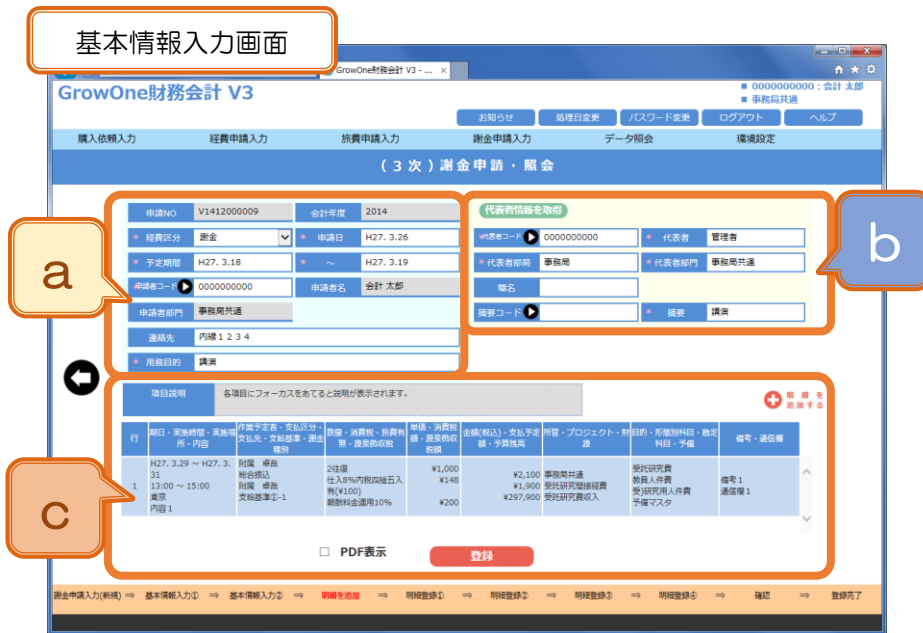 基本情報入力画面
GrowOne財務会計 V3 - ... ×
GrowOne財務会計 V3
■ 0000000000 : 会計 太郎
■ 事務局共通
お知らせ 処理日変更 パスワード変更 ログアウト ヘルプ
購入依頼入力 経費申請入力 旅費申請入力 謝金申請入力 データ照会 環境設定
(3次)謝金申請・照会
a
b
c
申請NO V1412000009 会計年度 2014
* 経費区分 謝金 * 申請日 H27. 3.26
* 予定期間 H27. 3.18 * ～ H27. 3.19
*申請者コード 0000000000 申請者名 会計 太郎
申請者部門 事務局共通
連絡先 内線1234
* 用務目的 講演
代表者情報を取得
*代表者コード 0000000000 * 代表者 管理者
* 代表者部局 事務局 * 代表者部門 事務局共通
職名
摘要コード * 摘要 講演
項目説明 各項目にフォーカスをあてると説明が表示されます。
明細を
追加する
行 期日・実施時間・実施場所・内容 作業予定者・支払区分・支払先・支給基準・謝金種別 数量・消費税・旅費有無・源泉徴収税 単価・消費税額・源泉徴収税額 金額(税込)・支払予定額・予算残高 所管・プロジェクト・財源 目的・形態別科目・勘定科目・予備 備考・通信欄
1
H27. 3.29 ～ H27. 3.31
13:00 ～ 15:00
東京
内容1
附属 卓哉
総合振込
附属 卓哉
支給基準①-1
2往復
仕入8%内税四捨五入
有(¥100)
報酬料金適用10%
¥1,000
¥148
¥200
¥2,100
¥1,900
¥297,900
事務局共通
受託研究間接経費
受託研究費収入
受託研究費
教員人件費
受)研究用人件費
予備マスタ
備考1
通信欄1
PDF表示 登録
謝金申請入力(新規) ⇒ 基本情報入力① ⇒ 基本情報入力② ⇒ 明細を追加 ⇒ 明細登録① ⇒ 明細登録② ⇒ 明細登録③ ⇒ 明細登録④ ⇒ 確認 ⇒ 登録完了